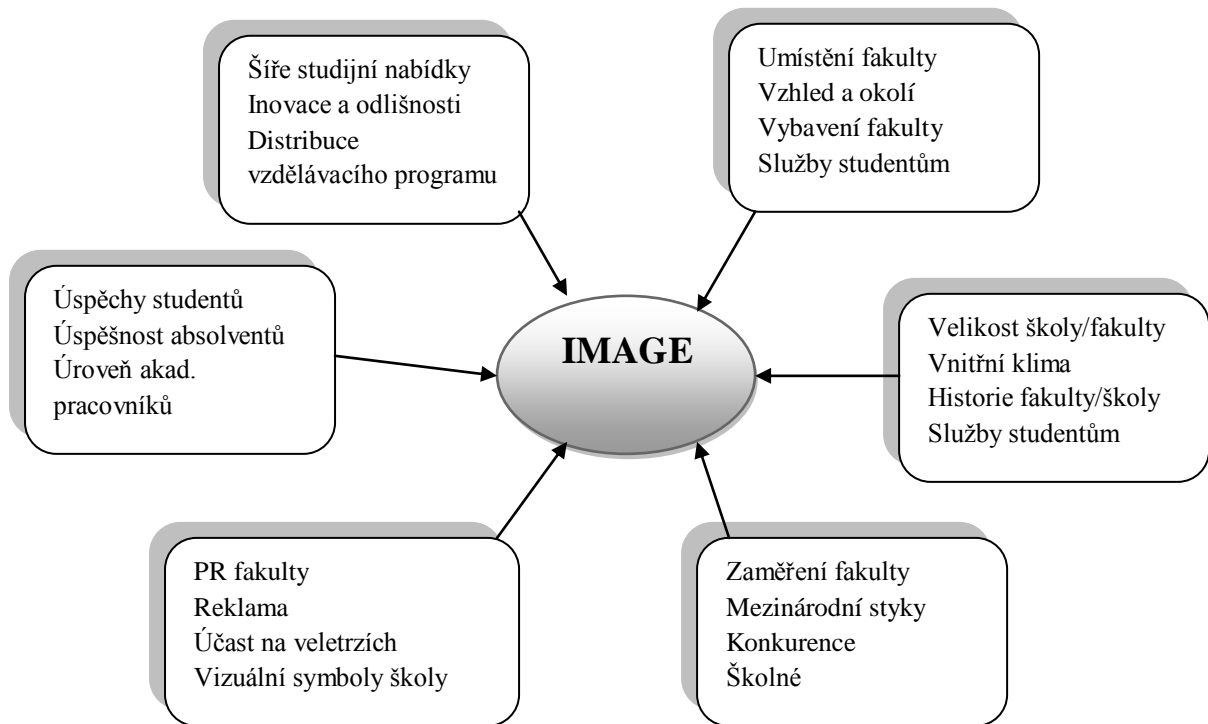 Šíře studijní nabídky
Inovace a odlišnosti
Distribuce
vzdělávacího programu
Umístění fakulty
Vzhled a okolí
Vybavení fakulty
Služby studentům
Úspěchy studentů
Úspěšnost absolventů
Úroveň akad.
pracovníků
IMAGE
Velikost školy/fakulty
Vnitřní klima
Historie fakulty/školy
Služby studentům
PR fakulty
Reklama
Účast na veletrzích
Vizuální symboly školy
Zaměření fakulty
Mezinárodní styky
Konkurence
Školné